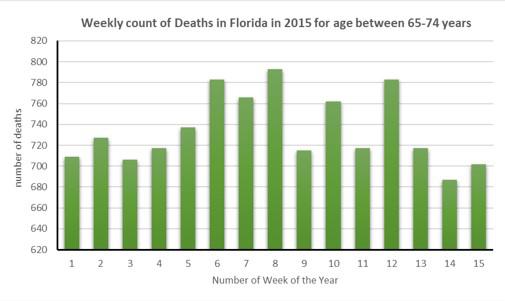 Weekly count of Deaths in Florida in 2015 for age between 65-74 years
number of deaths
820
800
780
760
740
720
700
680
660
640
620
1 2 3 4 5 6 7 8 9 10 11 12 13 14 15
Number of Week of the Year